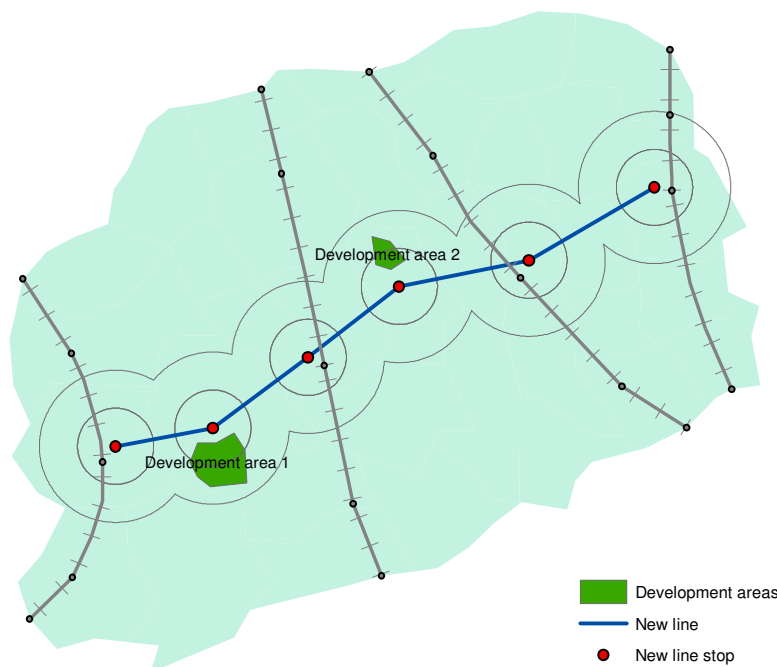 Development area 2
Development area 1
Development areas
New line
New line stop